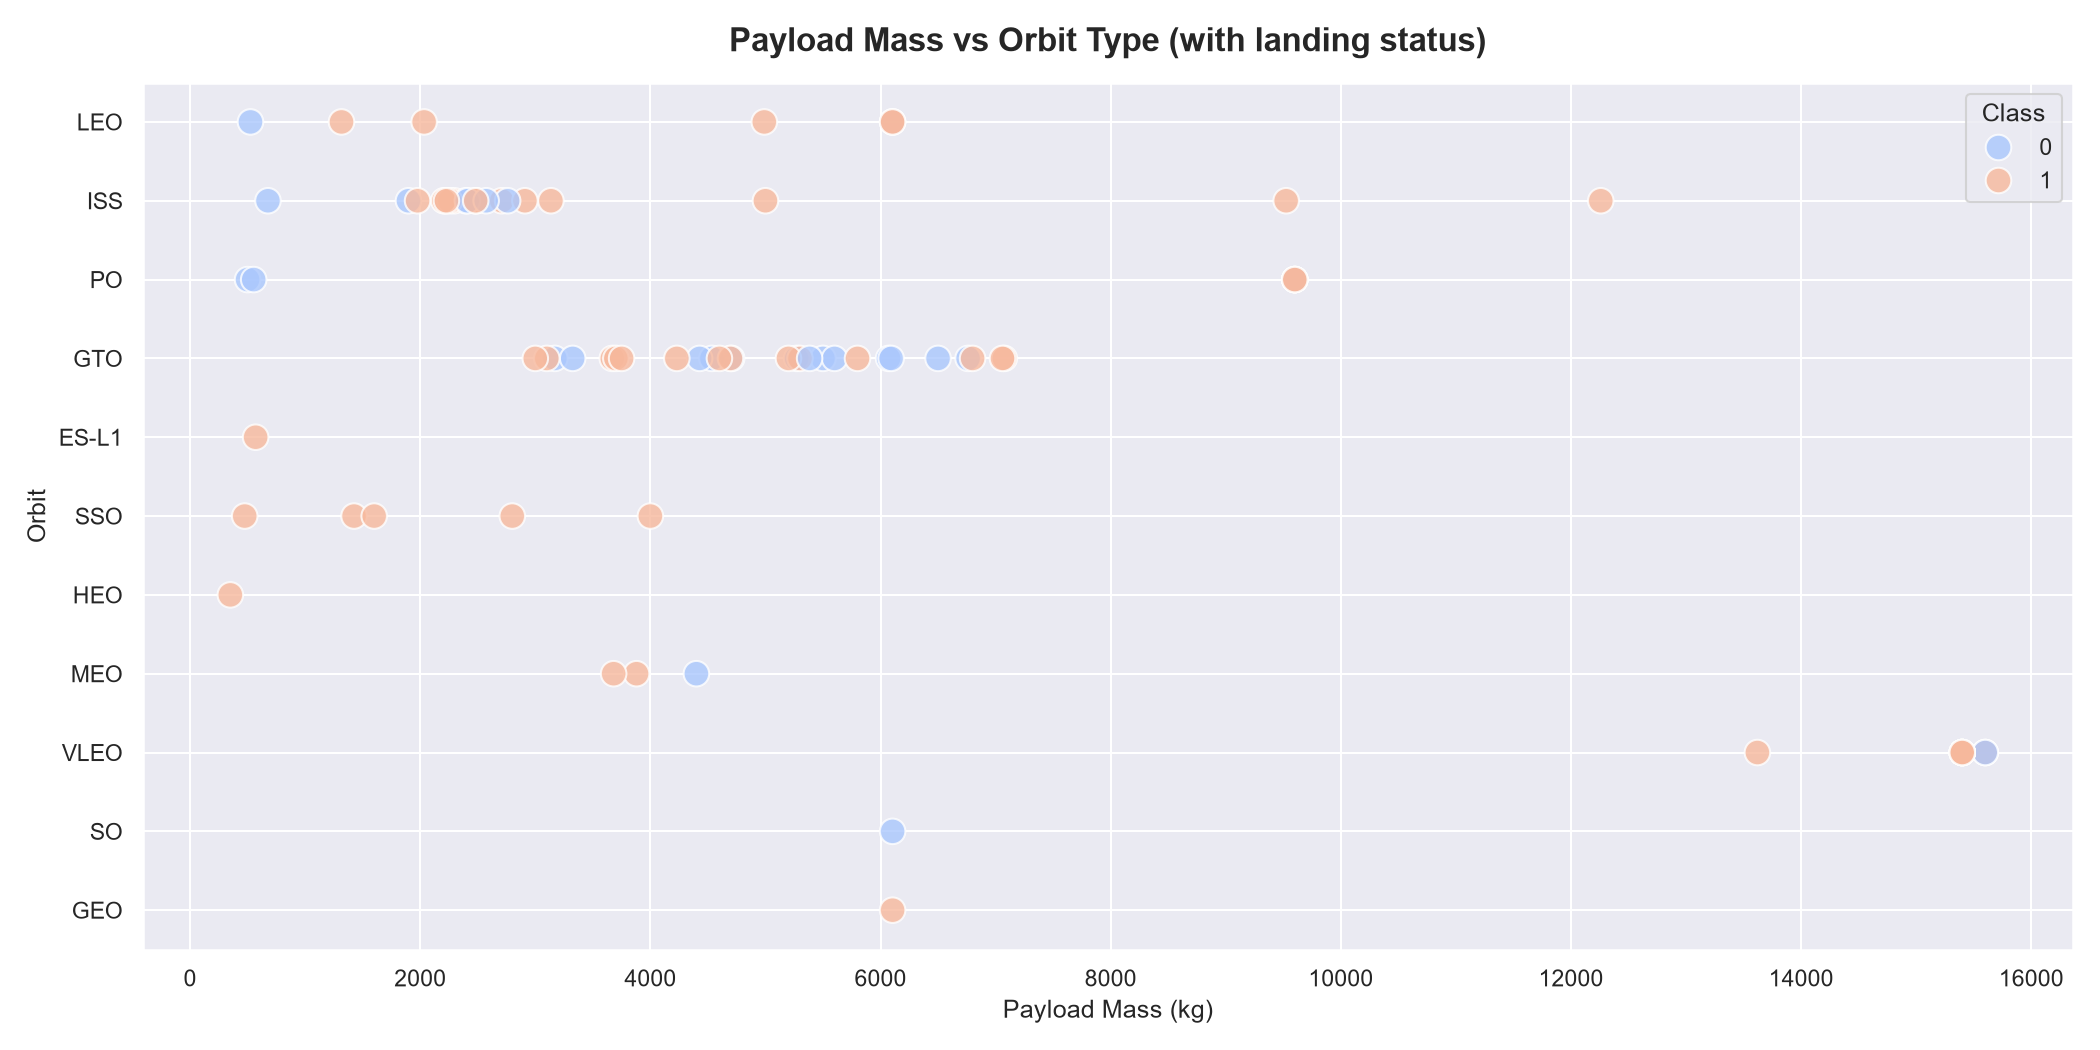 Payload Mass vs Orbit Type (with landing status)
Class
0
1
Orbit
LEO
ISS
PO
GTO
ES-L1
SSO
HEO
MEO
VLEO
SO
GEO
0 2000 4000 6000 8000 10000 12000 14000 16000
Payload Mass (kg)